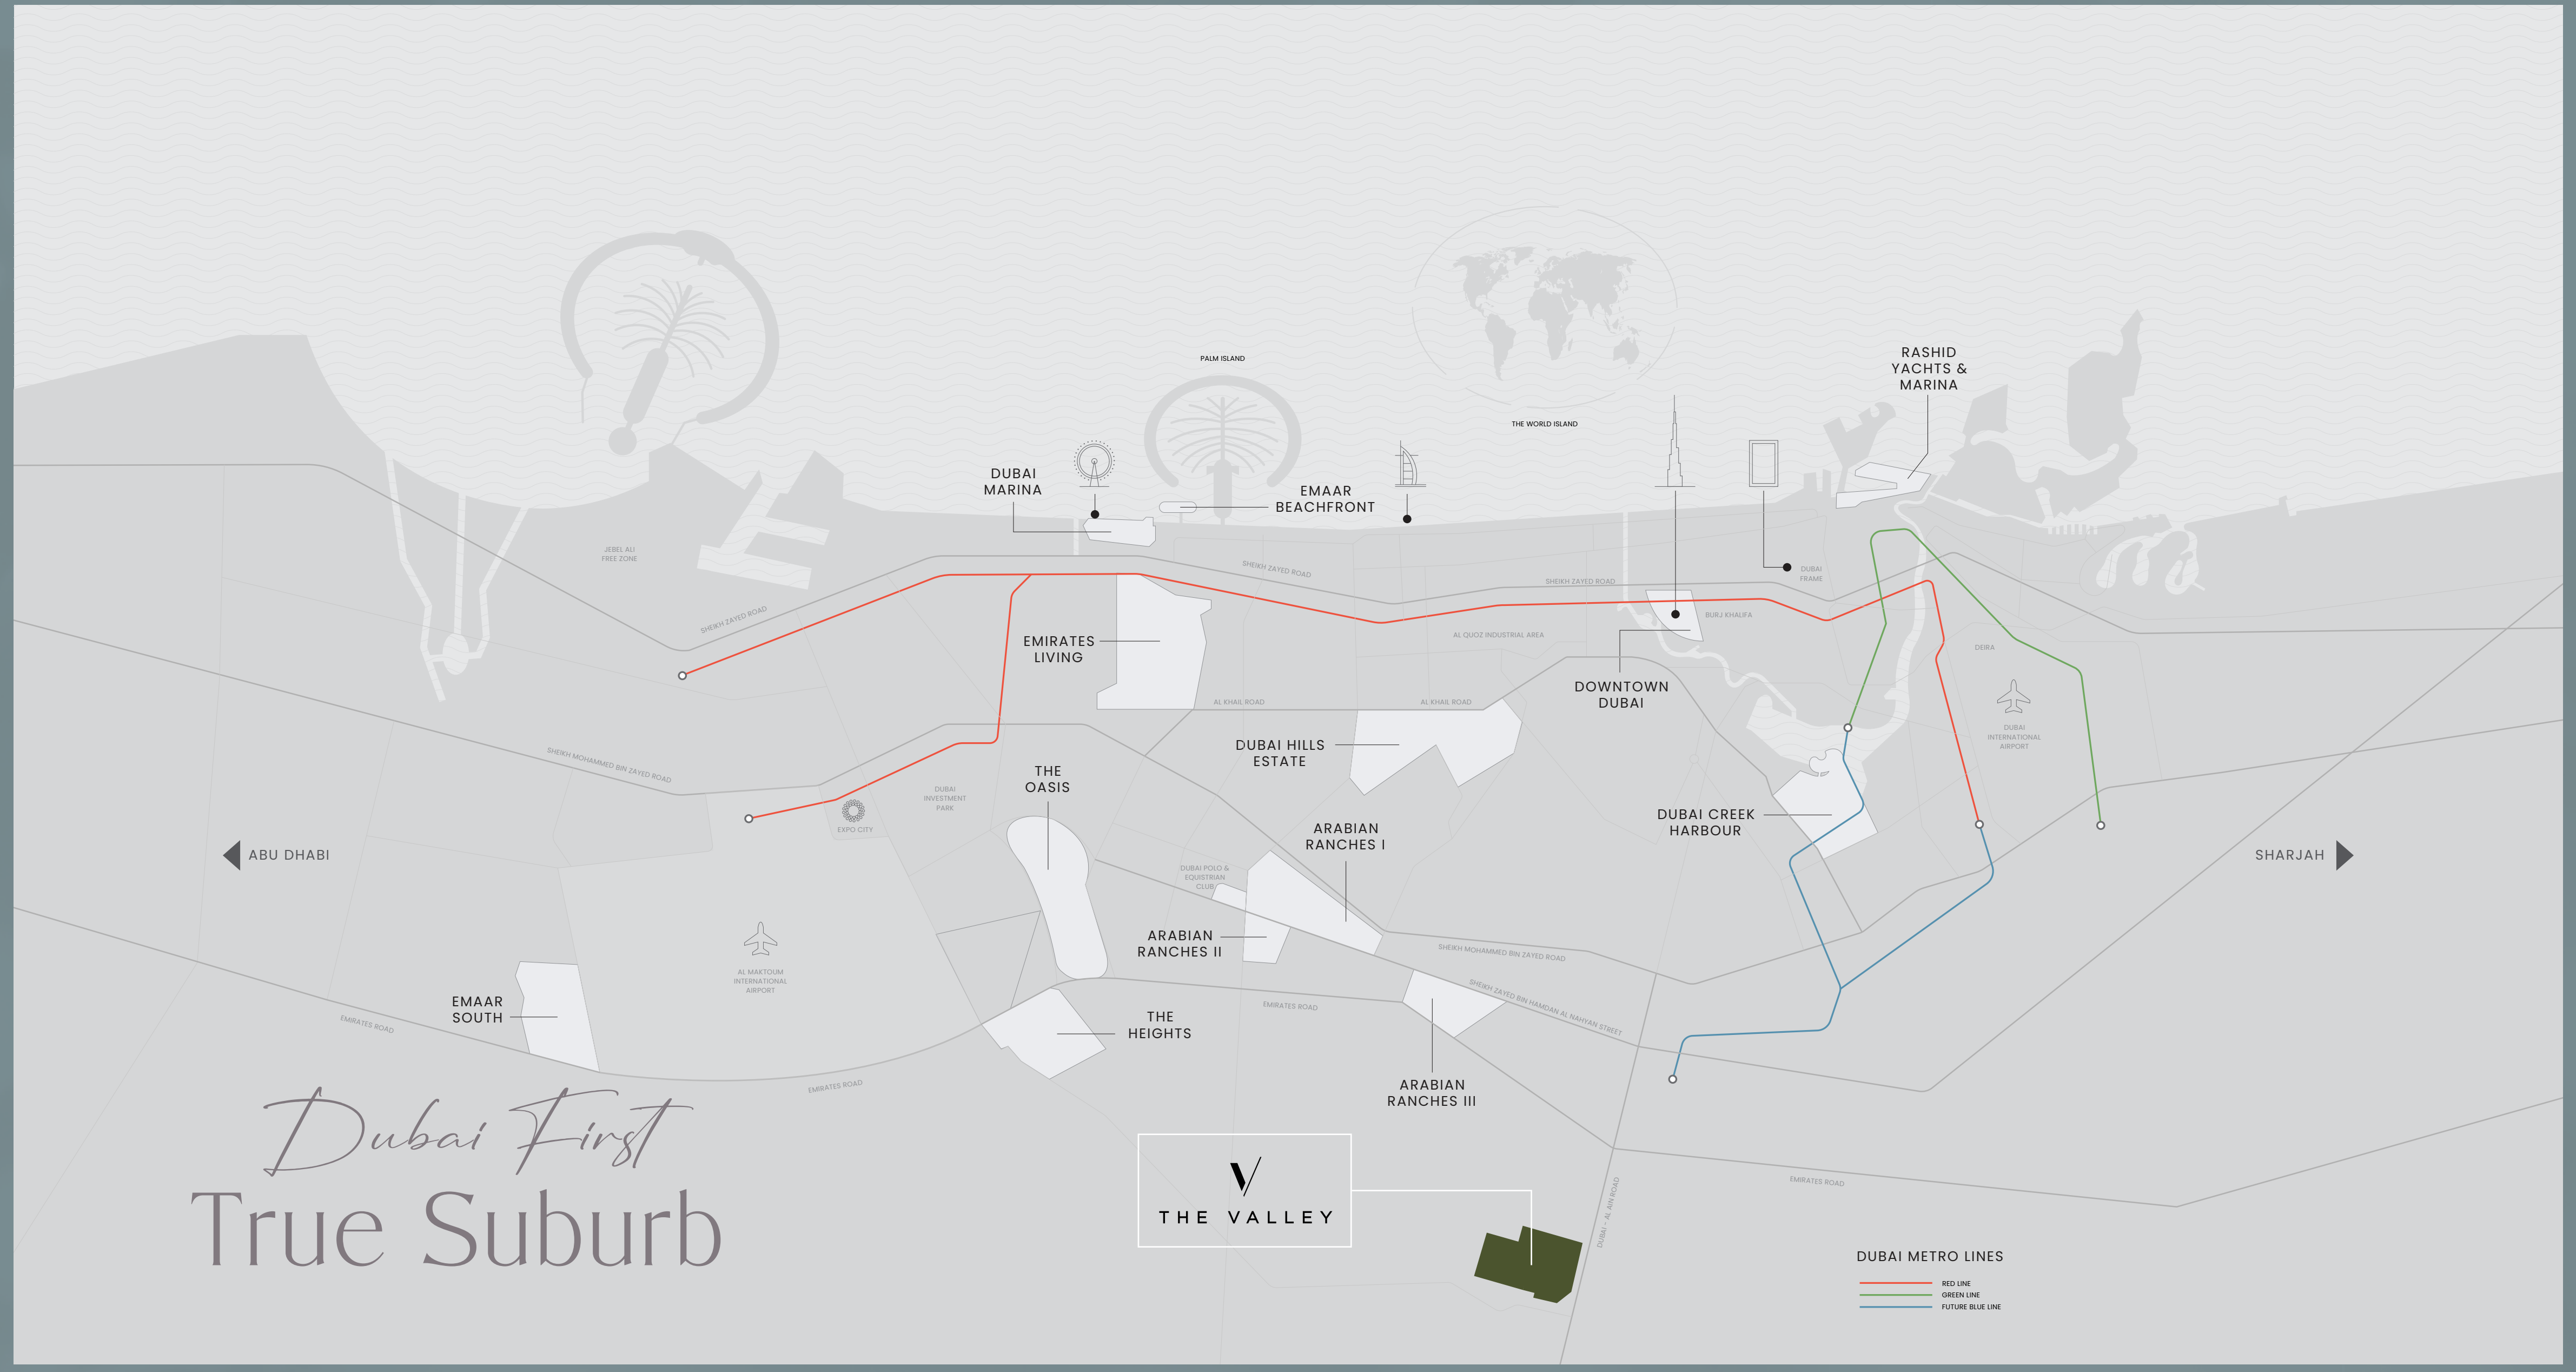 PALM ISLAND
THE WORLD ISLAND
RASHID
YACHTS &
MARINA
DUBAI
MARINA
EMAAR
BEACHFRONT
JEBEL ALI
FREE ZONE
SHEIKH ZAYED ROAD
SHEIKH ZAYED ROAD
SHEIKH ZAYED ROAD
DUBAI
FRAME
BURJ KHALIFA
EMIRATES
LIVING
AL QUOZ INDUSTRIAL AREA
DEIRA
DOWNTOWN
DUBAI
AL KHAIL ROAD
AL KHAIL ROAD
DUBAI
INTERNATIONAL
AIRPORT
DUBAI HILLS
ESTATE
SHEIKH MOHAMMED BIN ZAYED ROAD
THE
OASIS
DUBAI
INVESTMENT
PARK
EXPO CITY
DUBAI CREEK
HARBOUR
ARABIAN
RANCHES I
ABU DHABI
SHARJAH
DUBAI POLO &
EQUISTRIAN
CLUB
ARABIAN
RANCHES II
SHEIKH MOHAMMED BIN ZAYED ROAD
AL MAKTOUM
INTERNATIONAL
AIRPORT
SHEIKH ZAYED BIN HAMDAN AL NAHYAN STREET
EMAAR
SOUTH
EMIRATES ROAD
EMIRATES ROAD
THE
HEIGHTS
EMIRATES ROAD
ARABIAN
RANCHES III
Dubai First
True Suburb
THE VALLEY
DUBAI - AL AIN ROAD
EMIRATES ROAD
DUBAI METRO LINES
RED LINE
GREEN LINE
FUTURE BLUE LINE